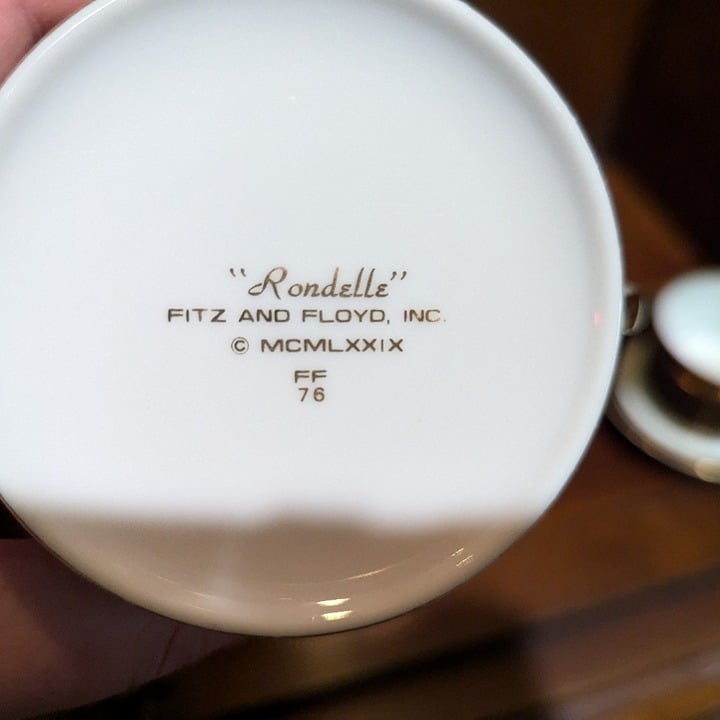 "Rondelle"
FITZ AND FLOYD, INC.
© MCMLXXIX
FF
76